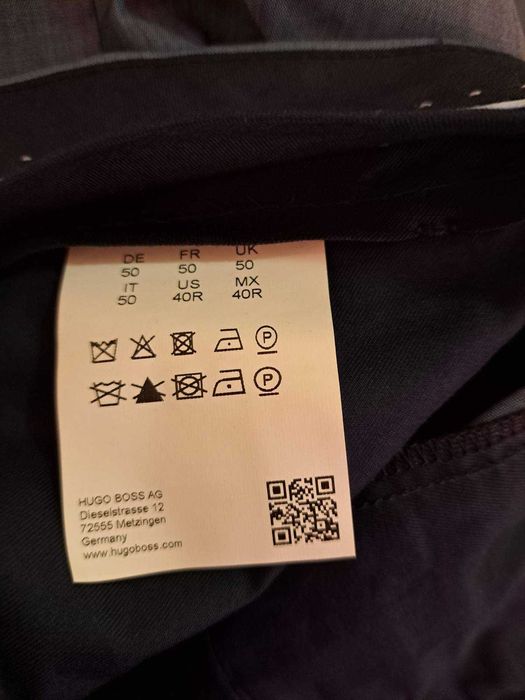 DE FR UK
50 50 50
IT US MX
50 40R 40R
P
P
HUGO BOSS AG
Dieselstrasse 12
72555 Metzingen
Germany
www.hugoboss.com